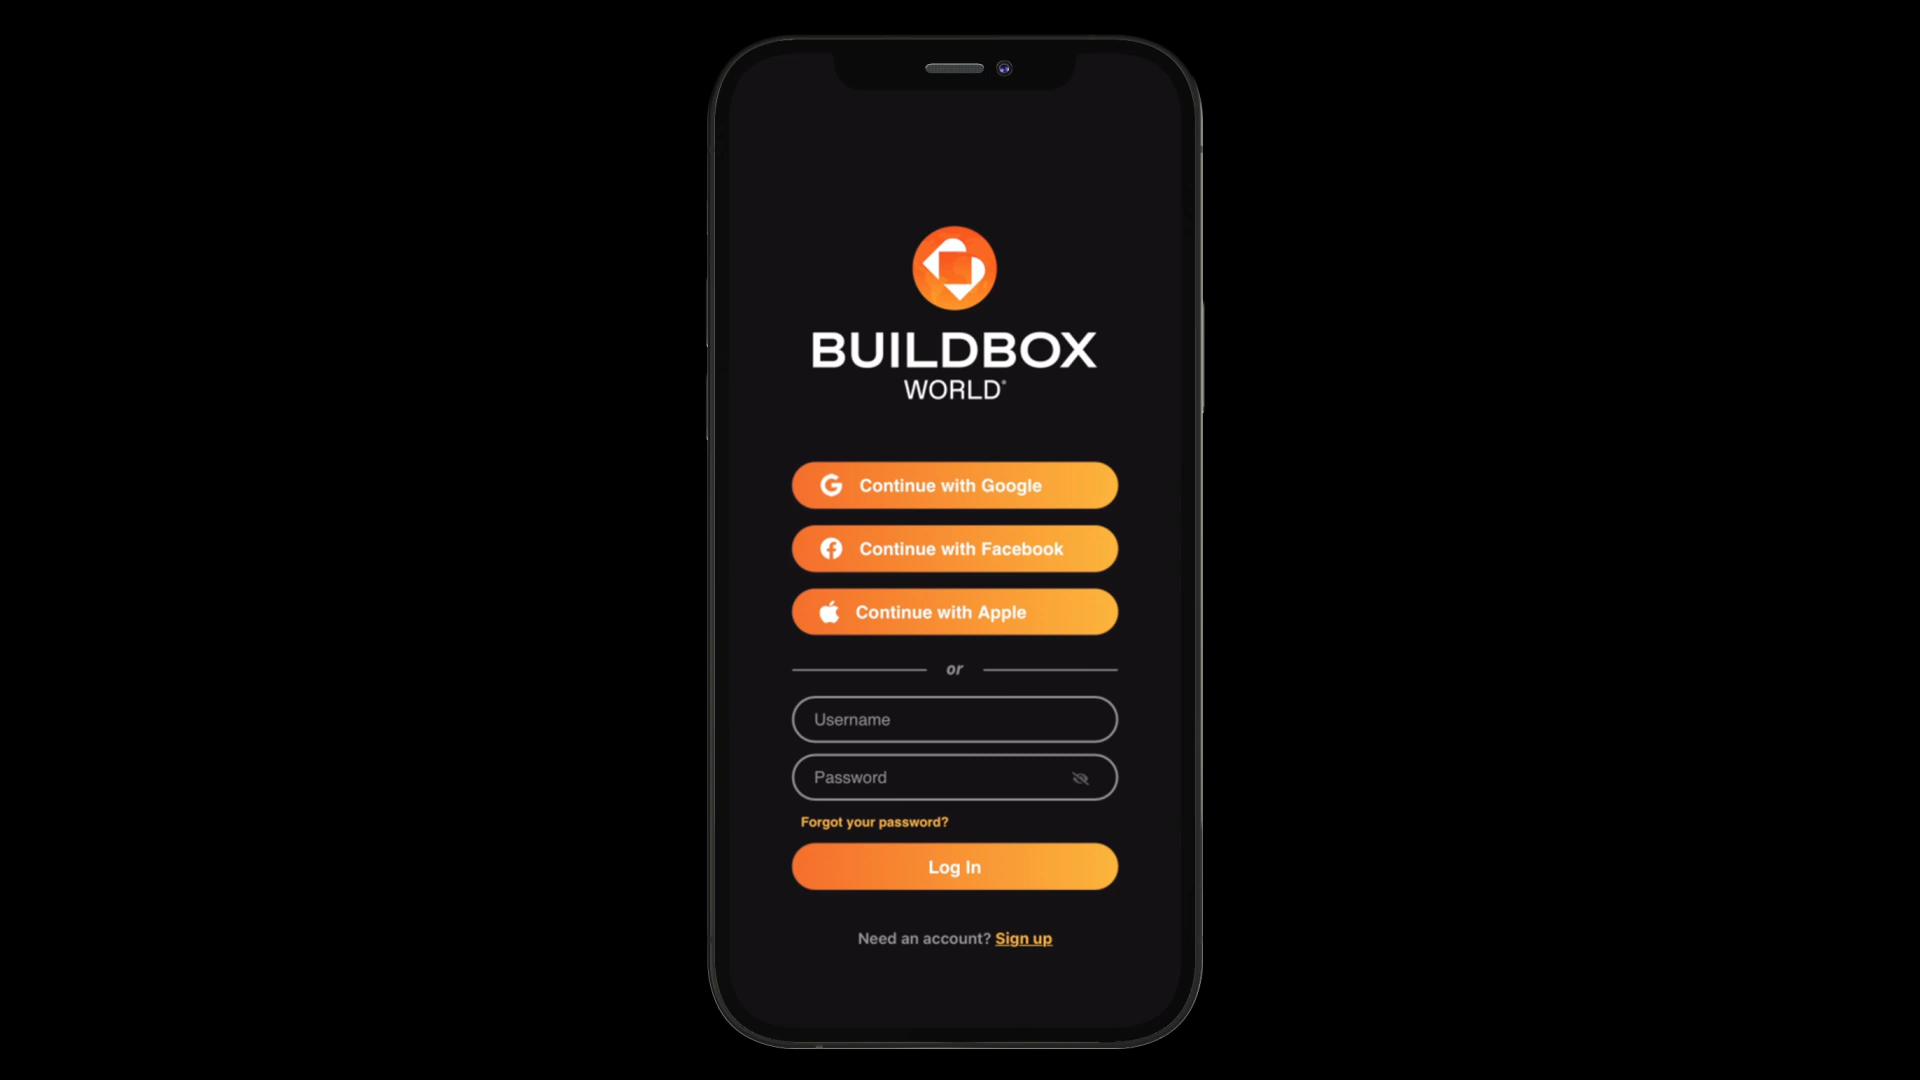 BUILDBOX
WORLD®
Continue with Google
Continue with Facebook
Continue with Apple
or
Username
Password
Forgot your password?
Log In
Need an account? Sign up